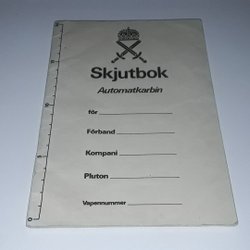 Skjutbok
Automatkarbin
för
Förband
Kompani
Pluton
Vapennummer